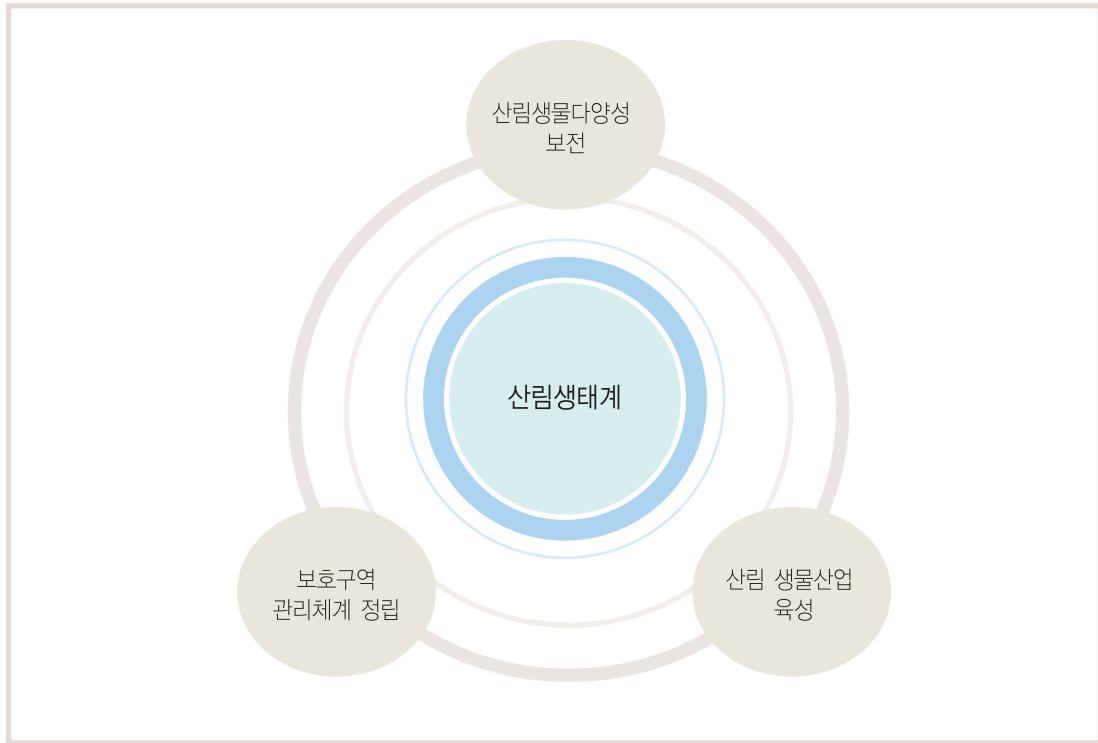 산림생물다양성
보전
산림생태계
보호구역
관리체계 정립
산림 생물산업
육성